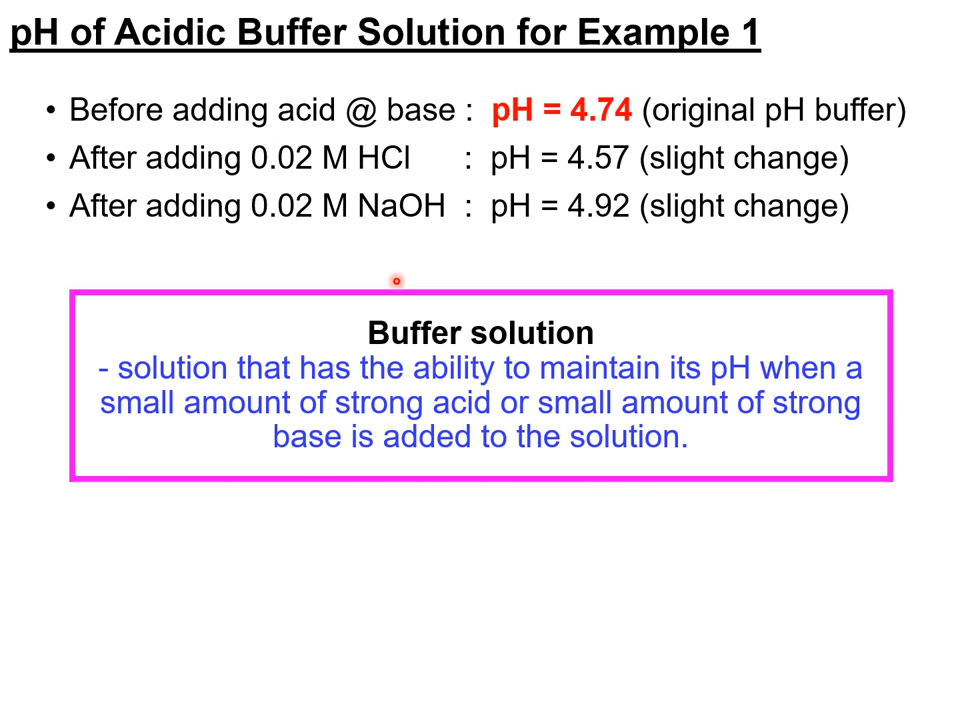 pH of Acidic Buffer Solution for Example 1
• Before adding acid @ base : pH = 4.74 (original pH buffer)
• After adding 0.02 M HCl : pH = 4.57 (slight change)
• After adding 0.02 M NaOH : pH = 4.92 (slight change)
Buffer solution
- solution that has the ability to maintain its pH when a
small amount of strong acid or small amount of strong
base is added to the solution.